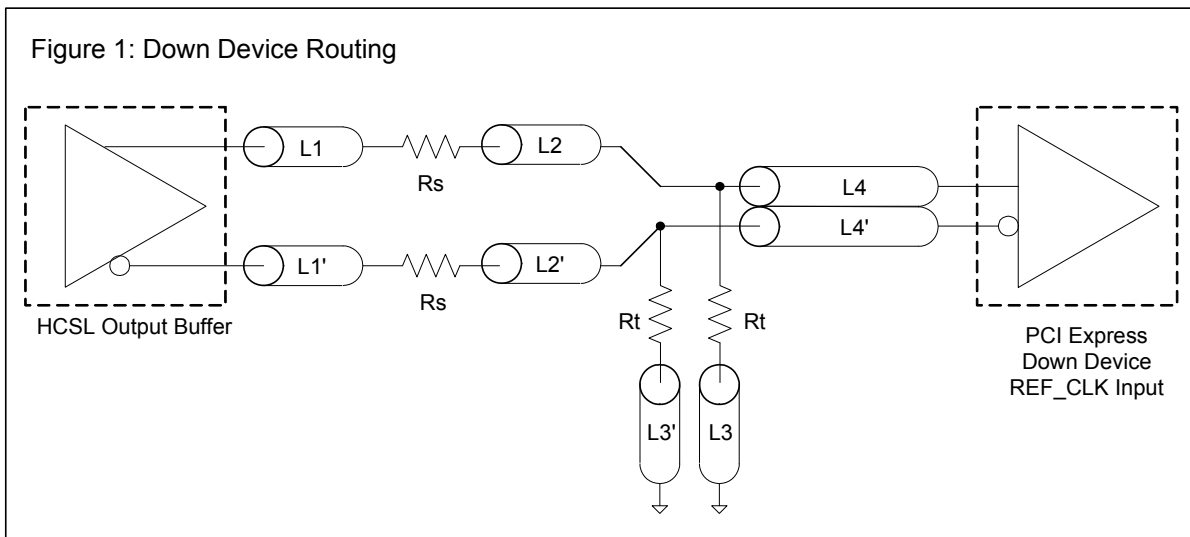 Figure 1: Down Device Routing
L1
Rs
L2
L4
L4'
L1'
Rs
L2'
HCSL Output Buffer
Rt
Rt
L3'
L3
PCI Express
Down Device
REF_CLK Input